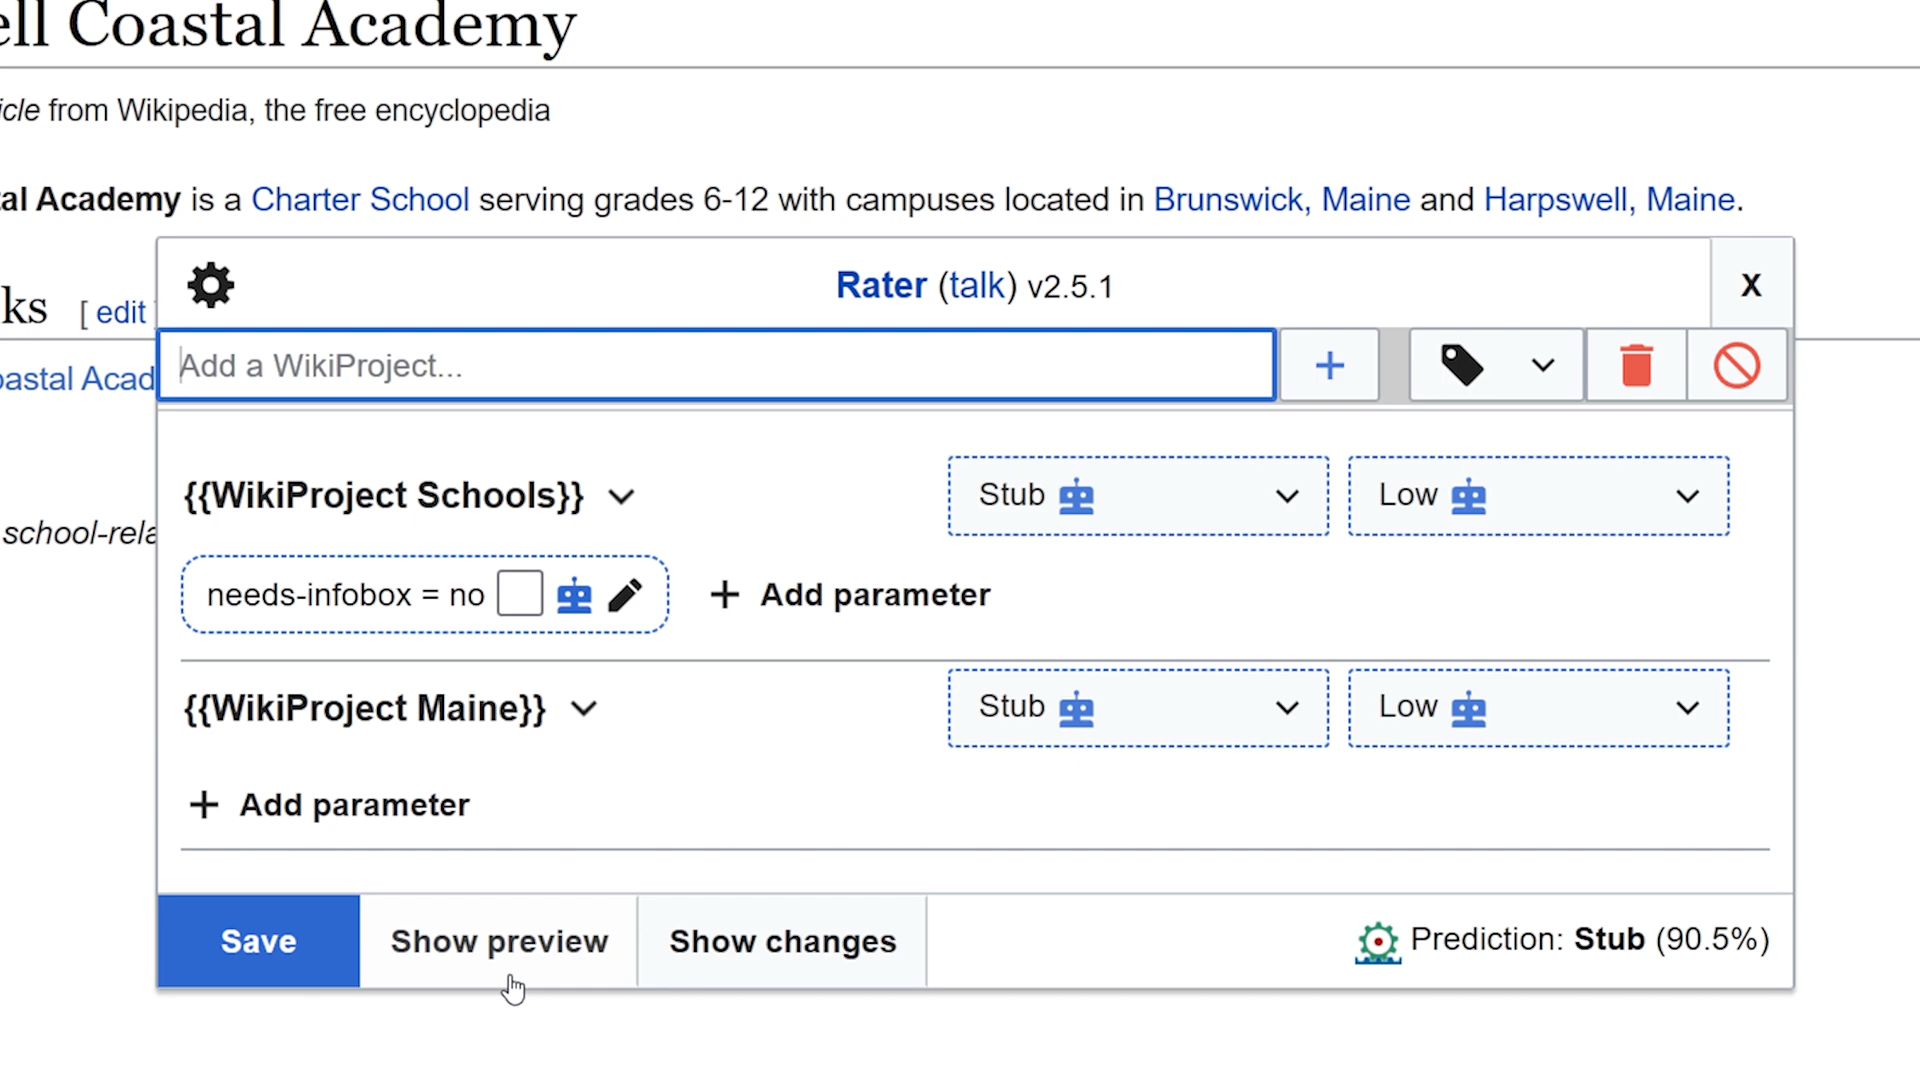 ell Coastal Academy
icle from Wikipedia, the free encyclopedia
tal Academy is a Charter School serving grades 6-12 with campuses located in Brunswick, Maine and Harpswell, Maine.
Rater (talk) v2.5.1
X
ks [ edit
Add a WikiProject...
oastal Acad
{{WikiProject Schools}}
Stub
Low
school-rela
needs-infobox = no
Add parameter
{{WikiProject Maine}}
Stub
Low
Add parameter
Save
Show preview
Show changes
Prediction: Stub (90.5%)